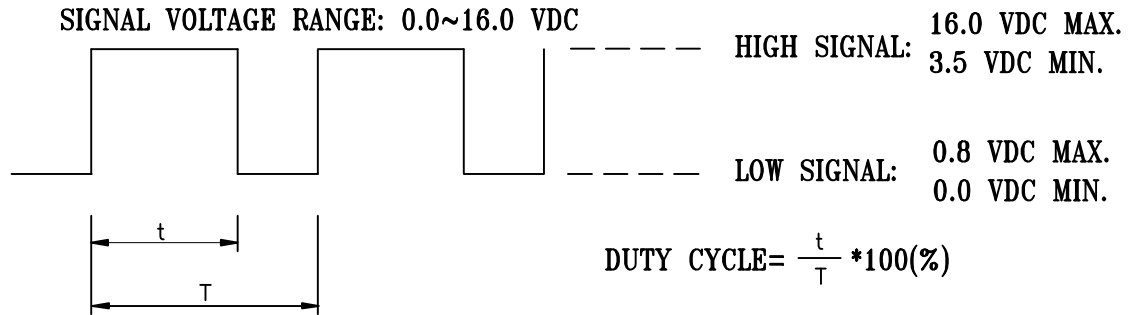 SIGNAL VOLTAGE RANGE: 0.0~16.0 VDC
HIGH SIGNAL: 16.0 VDC MAX.
3.5 VDC MIN.
LOW SIGNAL: 0.8 VDC MAX.
0.0 VDC MIN.
t
T
DUTY CYCLE= t/T *100(%)